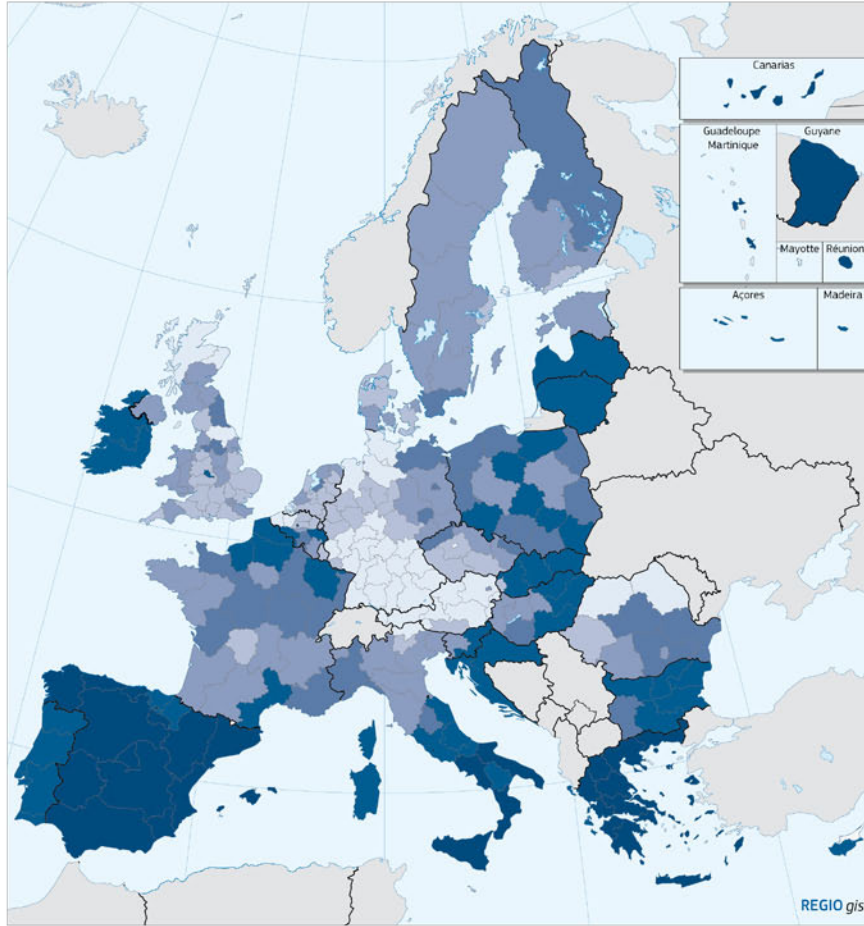 Canarias
Guadeloupe
Martinique
Guyane
Mayotte
Réunion
Açores
Madeira
REGIO gis